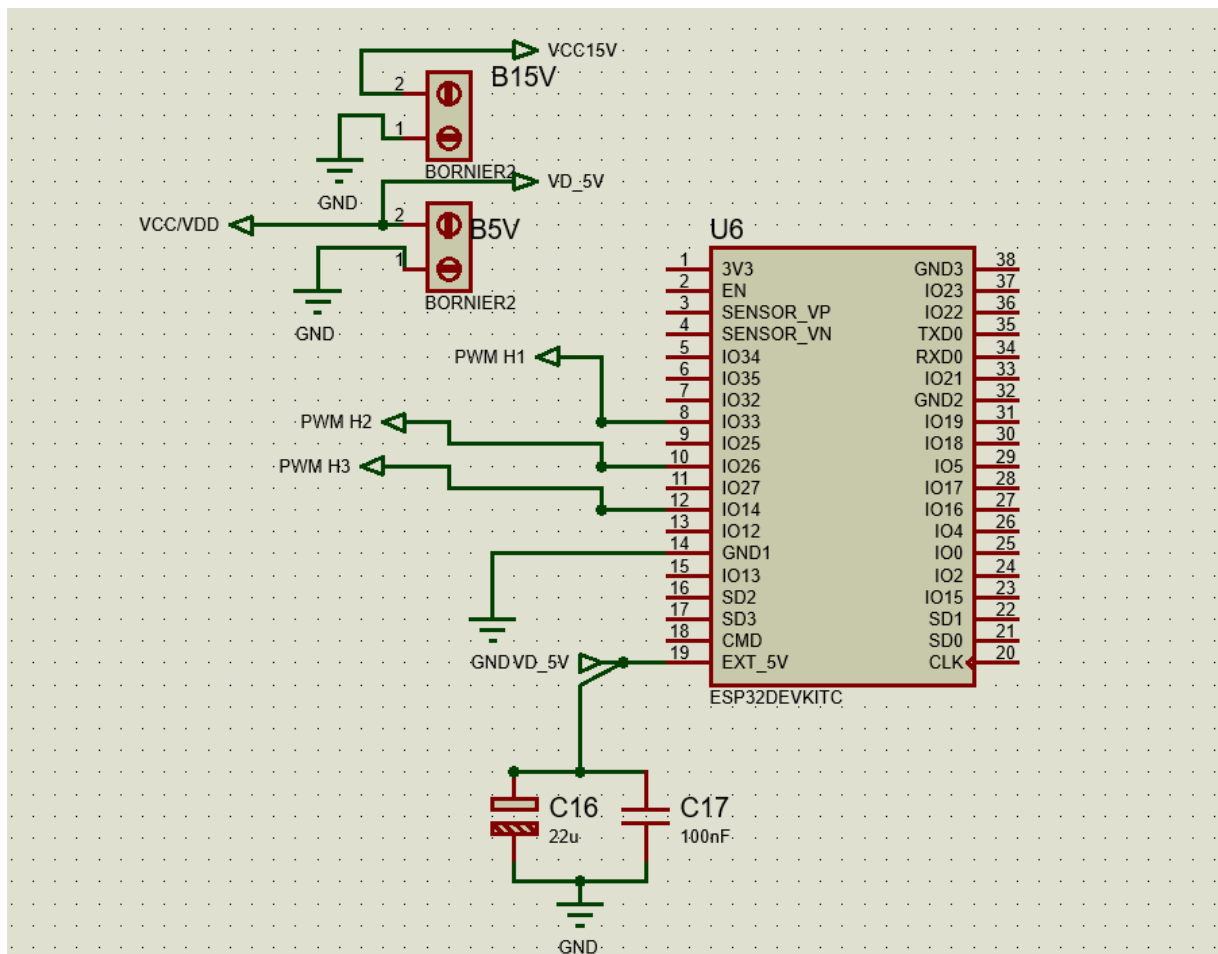 VCC15V
B15V
2
1
BORNIER2
GND
VD_5V
VCC/VDD
2
B5V
1
BORNIER2
GND
PWM H1
PWM H2
PWM H3
U6
1 3V3 GND3 38
2 EN IO23 37
3 SENSOR_VP IO22 36
4 SENSOR_VN TXD0 35
5 IO34 RXD0 34
6 IO35 IO21 33
7 IO32 GND2 32
8 IO33 IO19 31
9 IO25 IO18 30
10 IO26 IO5 29
11 IO27 IO17 28
12 IO14 IO16 27
13 IO12 IO4 26
14 GND1 IO0 25
15 IO13 IO2 24
16 SD2 IO15 23
17 SD3 SD1 22
18 CMD SD0 21
19 EXT_5V CLK 20
ESP32DEVKITC
GND
VD_5V
C16
22u
C17
100nF
GND